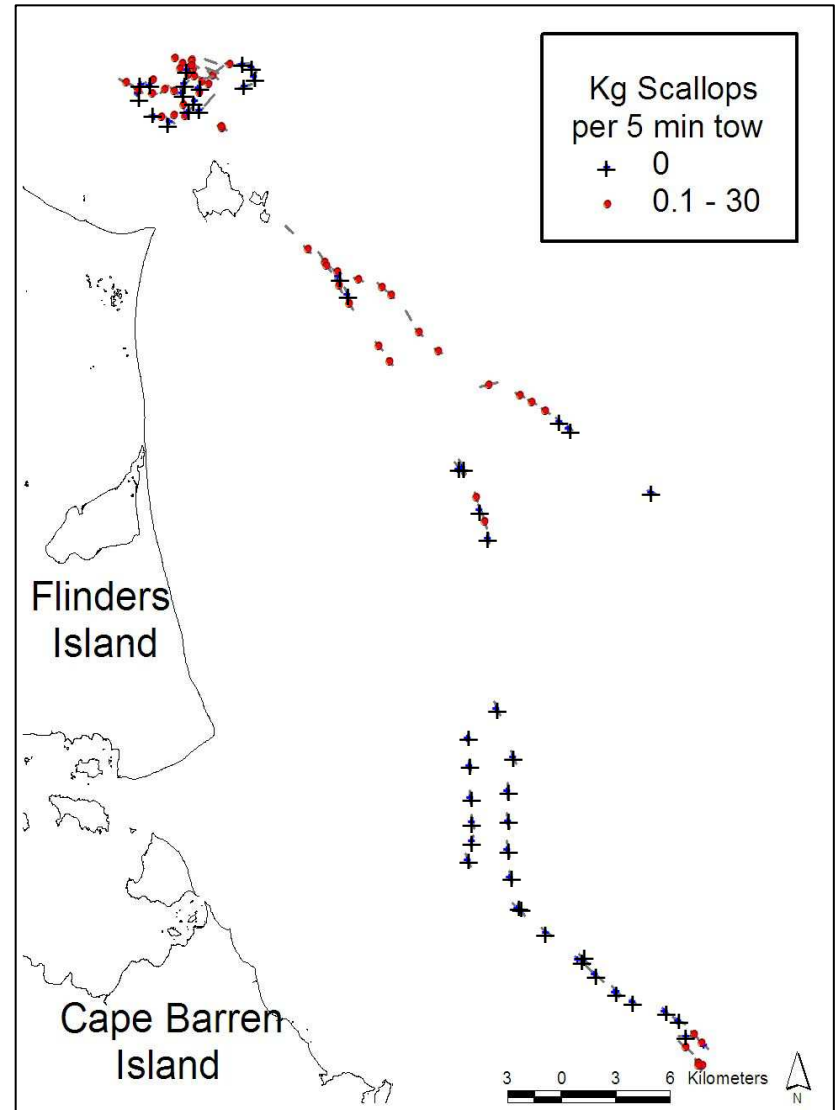 Kg Scallops
per 5 min tow
0
0.1 - 30
Flinders
Island
Cape Barren
Island
3 0 3 6 Kilometers
N